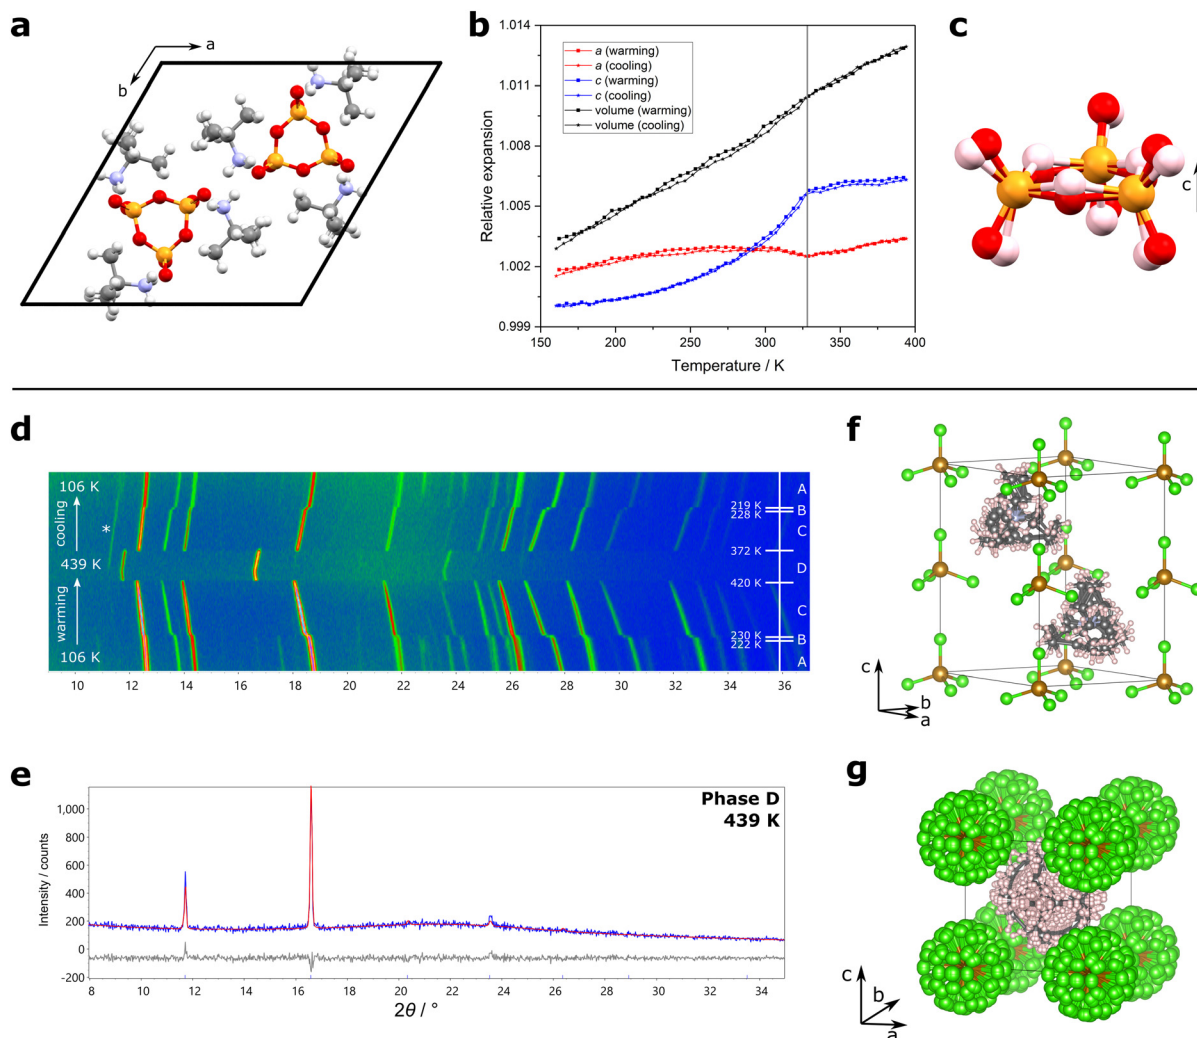 a
a
b
b
1.014
1.011
1.008
1.005
1.002
0.999
Relative expansion
a (warming)
a (cooling)
c (warming)
c (cooling)
volume (warming)
volume (cooling)
150
200
250
300
350
400
Temperature / K
c
c
d
106 K
cooling
*
439 K
warming
106 K
219 K
228 K
372 K
420 K
230 K
222 K
A
B
C
D
C
B
A
10
12
14
16
18
20
22
24
26
28
30
32
34
36
e
Phase D
439 K
Intensity / counts
1,000
800
600
400
200
0
-200
8
10
12
14
16
18
20
22
24
26
28
30
32
34
2θ / °
f
c
b
a
g
c
b
a